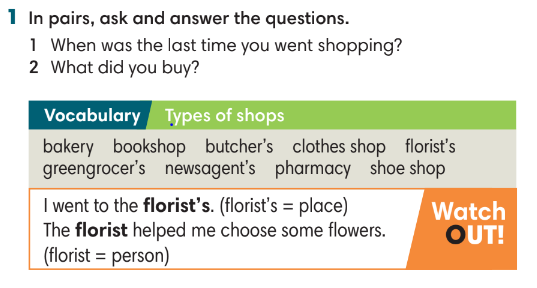 1 In pairs, ask and answer the questions.
1 When was the last time you went shopping?
2 What did you buy?
Vocabulary Types of shops
bakery bookshop butcher's clothes shop florist's
greengrocer's newsagent's pharmacy shoe shop
I went to the florist's. (florist's = place)
The florist helped me choose some flowers.
(florist = person)
Watch
OUT!